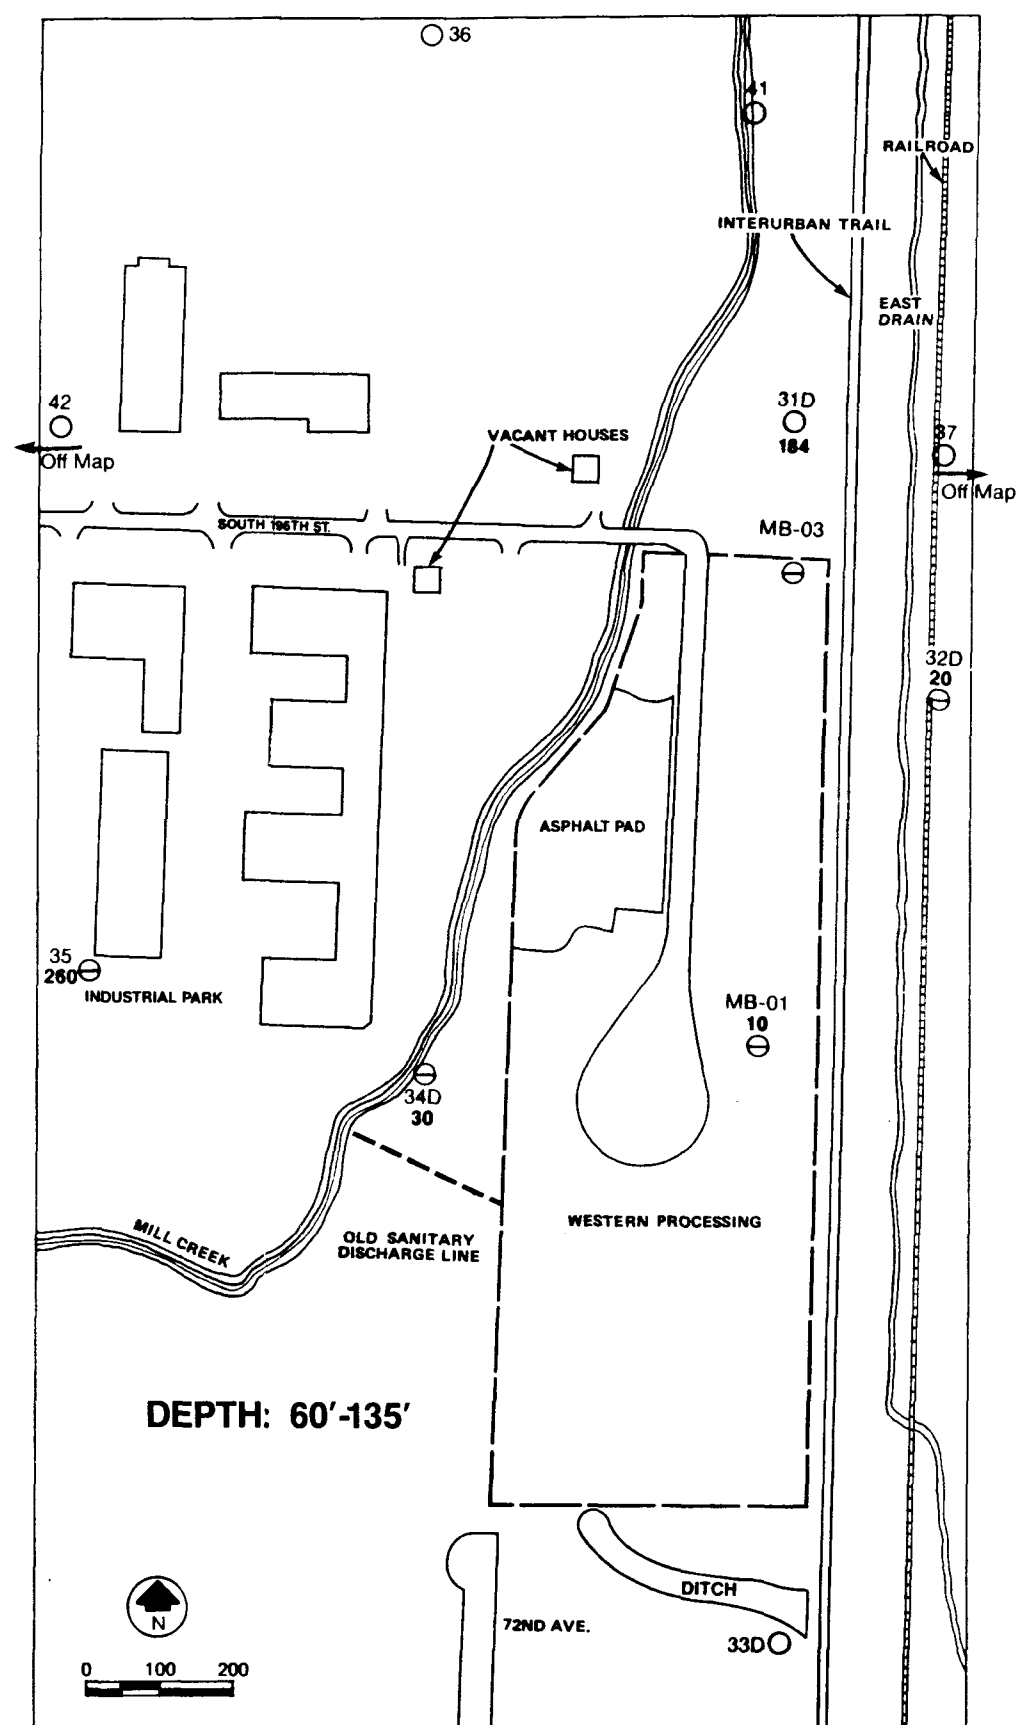 36
41
RAILROAD
INTERURBAN TRAIL
EAST
DRAIN
42
31D
184
37
VACANT HOUSES
Off Map
Off Map
SOUTH 196TH ST.
MB-03
32D
20
ASPHALT PAD
35
260
INDUSTRIAL PARK
MB-01
10
34D
30
MILL CREEK
OLD SANITARY
DISCHARGE LINE
WESTERN PROCESSING
DEPTH: 60'-135'
DITCH
N
72ND AVE.
33D
0 100 200